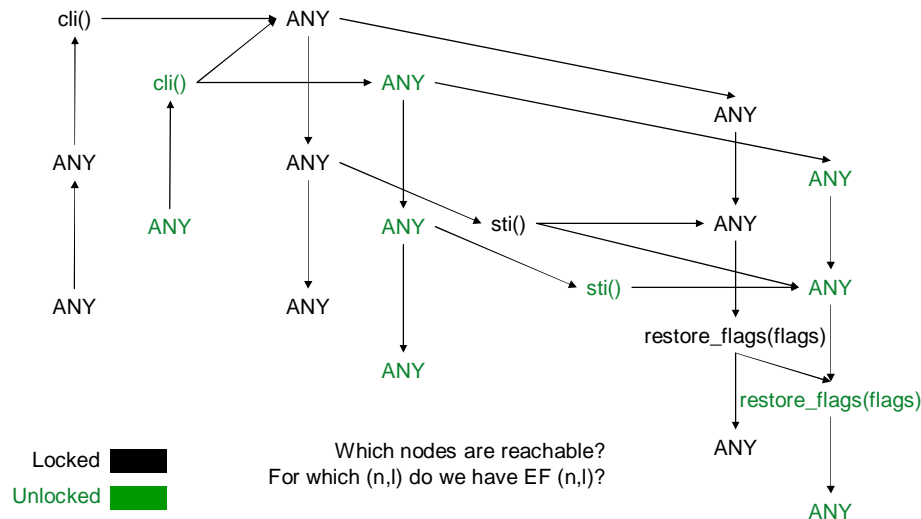 cli()
ANY
cli()
ANY
ANY
ANY
ANY
ANY
ANY
ANY
sti()
ANY
ANY
ANY
sti()
ANY
restore_flags(flags)
ANY
restore_flags(flags)
ANY
ANY
Which nodes are reachable?
For which (n,l) do we have EF (n,l)?
Locked
Unlocked